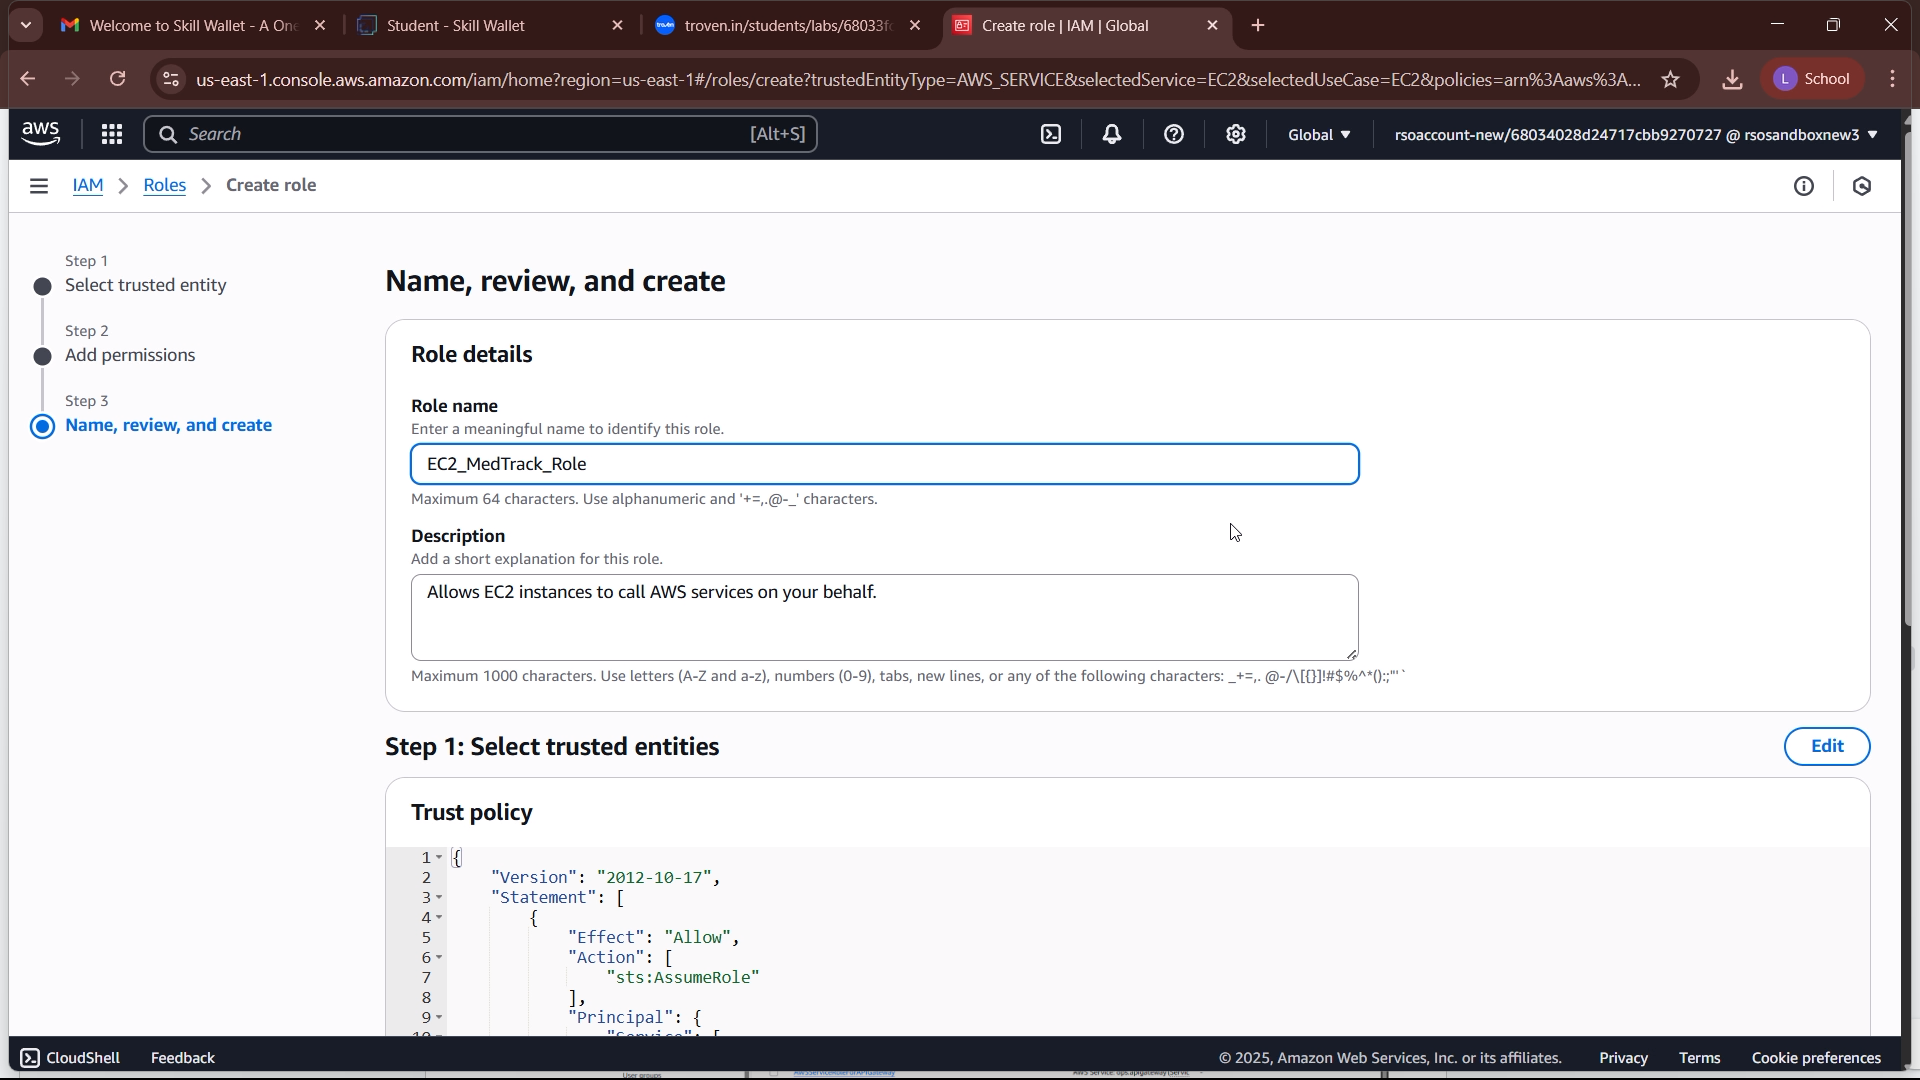 Welcome to Skill Wallet - A One
Student - Skill Wallet
troven.in/students/labs/68033f
Create role | IAM | Global
us-east-1.console.aws.amazon.com/iam/home?region=us-east-1#/roles/create?trustedEntityType=AWS_SERVICE&selectedService=EC2&selectedUseCase=EC2&policies=arn%3Aaws%3A...
L School
aws
Search [Alt+S]
Global
rsoaccount-new/68034028d24717cbb9270727 @ rsosandboxnew3
IAM > Roles > Create role
Step 1
Select trusted entity
Step 2
Add permissions
Step 3
Name, review, and create
Name, review, and create
Role details
Role name
Enter a meaningful name to identify this role.
EC2_MedTrack_Role
Maximum 64 characters. Use alphanumeric and '+=,.@-_' characters.
Description
Add a short explanation for this role.
Allows EC2 instances to call AWS services on your behalf.
Maximum 1000 characters. Use letters (A-Z and a-z), numbers (0-9), tabs, new lines, or any of the following characters: _+=,. @-/\[{}]!#$%^*();:"'`
Step 1: Select trusted entities
Edit
Trust policy
1 {
2 "Version": "2012-10-17",
3 "Statement": [
4 {
5 "Effect": "Allow",
6 "Action": [
7 "sts:AssumeRole"
8 ],
9 "Principal": {
10 "Service": [
CloudShell Feedback
© 2025, Amazon Web Services, Inc. or its affiliates. Privacy Terms Cookie preferences
User groups